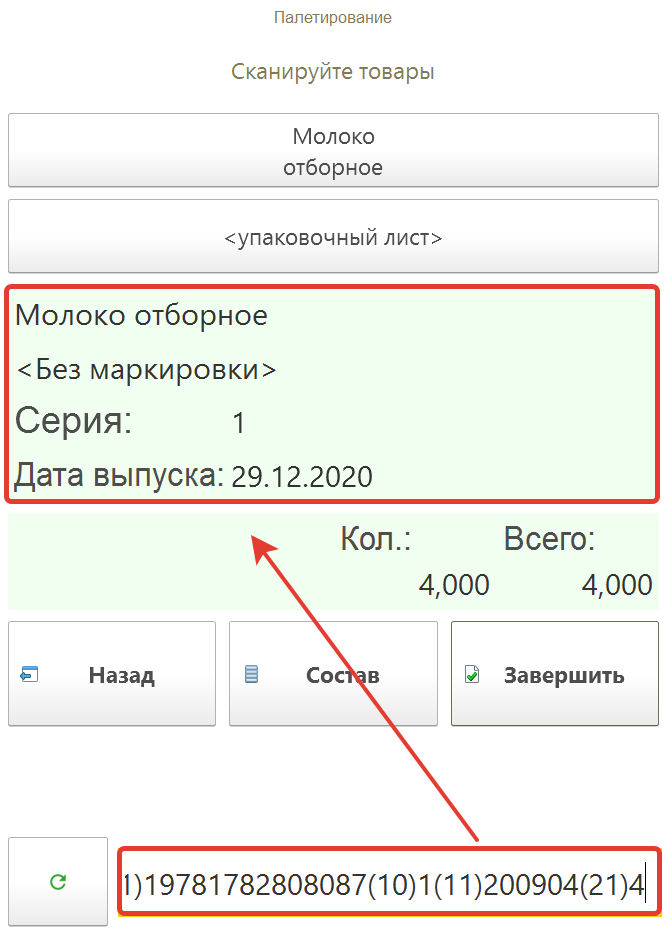 Палетирование
Сканируйте товары
Молоко
отборное
<упаковочный лист>
Молоко отборное
<Без маркировки>
Серия: 1
Дата выпуска: 29.12.2020
Кол.: Всего:
4,000 4,000
Назад Состав Завершить
1)19781782808087(10)1(11)200904(21)4